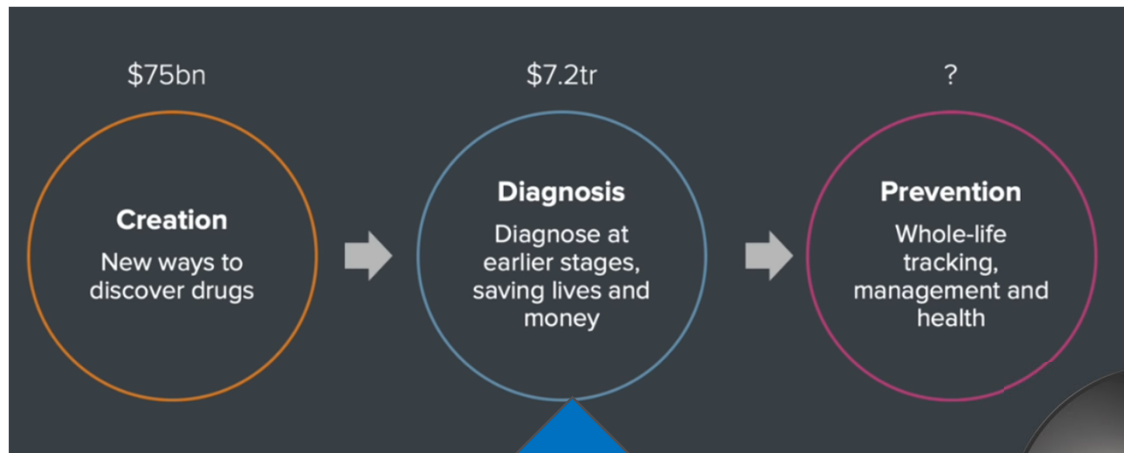 $75bn
Creation
New ways to
discover drugs
$7.2tr
Diagnosis
Diagnose at
earlier stages,
saving lives and
money
?
Prevention
Whole-life
tracking,
management and
health